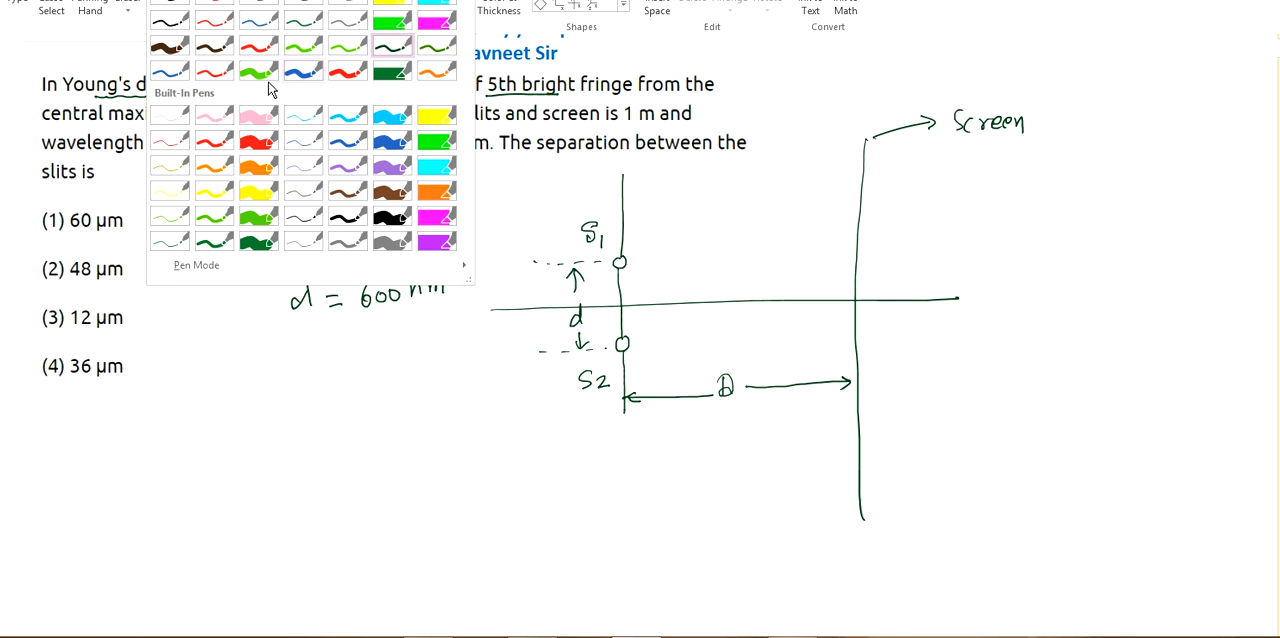 Select Hand Thickness Shapes Space Edit Text Math Convert
avneet Sir
In Young's d f 5th bright fringe from the
central maxi lits and screen is 1 m and
wavelength m. The separation between the
slits is
(1) 60 μm
(2) 48 μm
(3) 12 μm
(4) 36 μm
Built-In Pens
Pen Mode
d = 600 nm
Screen
S1
d
S2
D